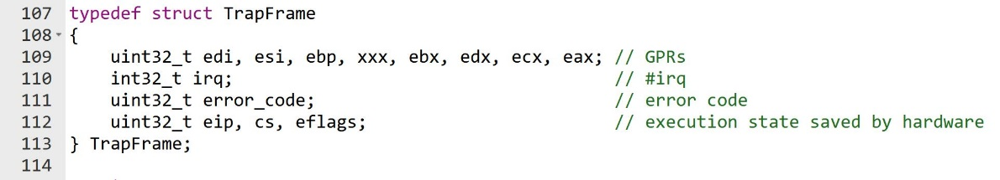 107 typedef struct TrapFrame
108 {
109 uint32_t edi, esi, ebp, xxx, ebx, edx, ecx, eax; // GPRs
110 int32_t irq; // #irq
111 uint32_t error_code; // error code
112 uint32_t eip, cs, eflags; // execution state saved by hardware
113 } TrapFrame;
114